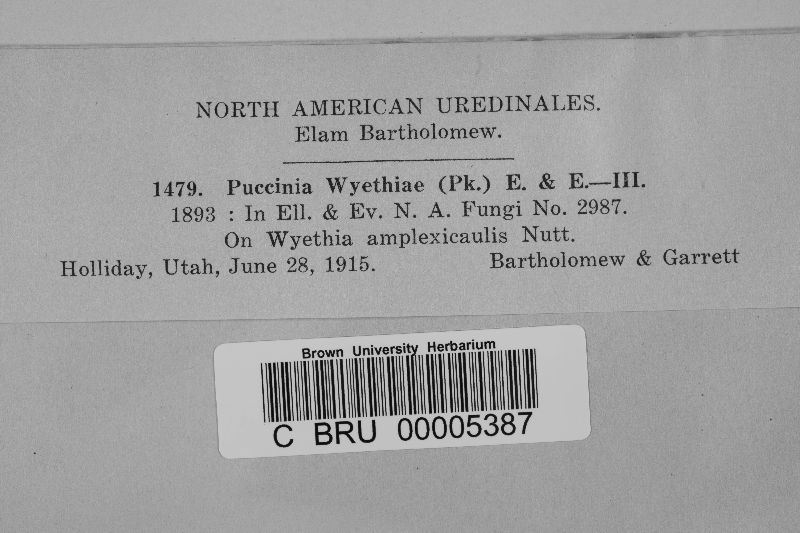 NORTH AMERICAN UREDINALES.
Elam Bartholomew.
1479. Puccinia Wyethiae (Pk.) E. & E.—III.
1893 : In Ell. & Ev. N. A. Fungi No. 2987.
On Wyethia amplexicaulis Nutt.
Holliday, Utah, June 28, 1915. Bartholomew & Garrett
Brown University Herbarium
C BRU 00005387